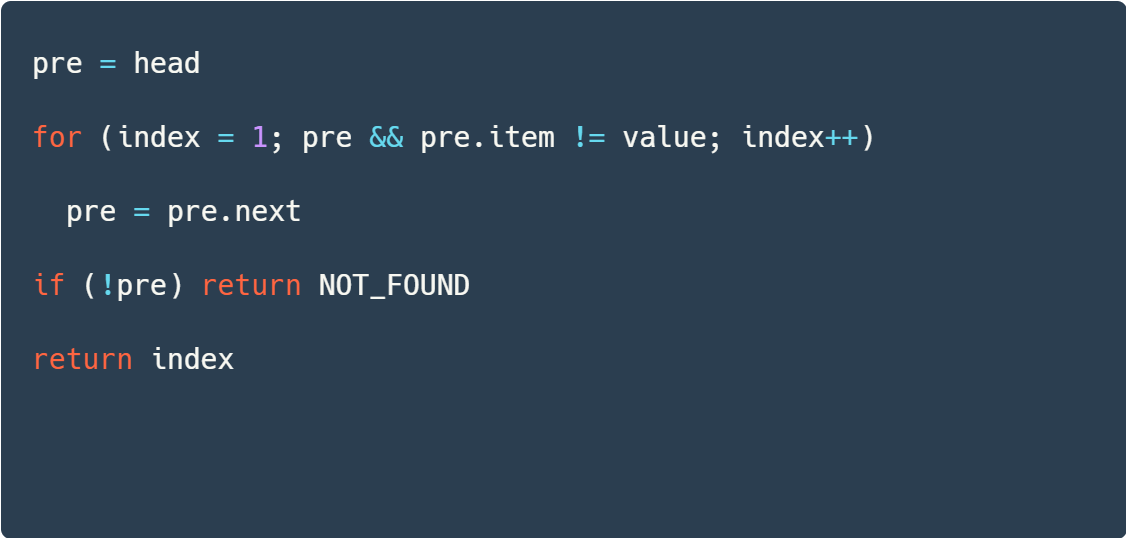 pre = head
for (index = 1; pre && pre.item != value; index++)
  pre = pre.next
if (!pre) return NOT_FOUND
return index